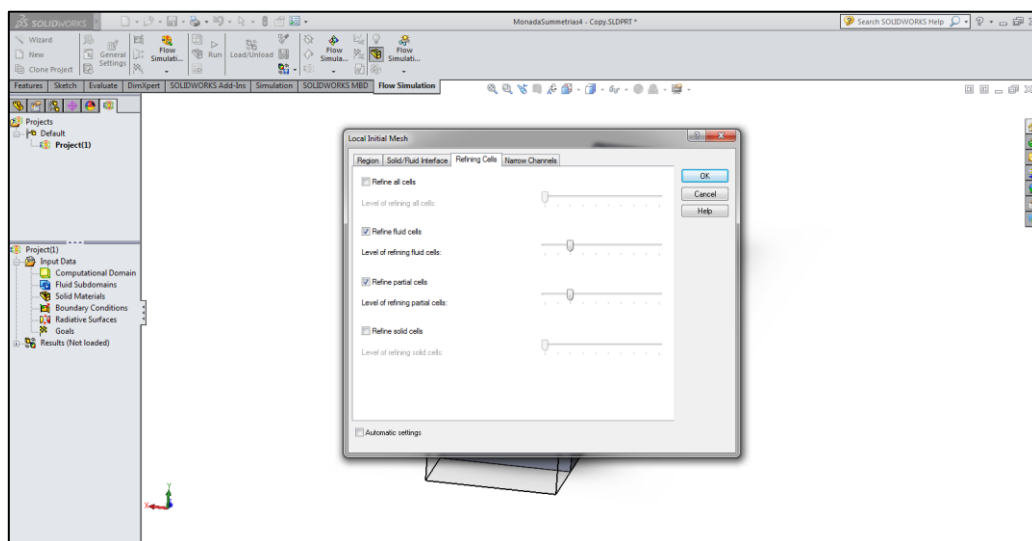 SOLIDWORKS
MonadaSummetrias4 - Copy.SLDPRT *
Search SOLIDWORKS Help
Wizard
New
Clone Project
General Settings
Flow Simulati...
Run
Load/Unload
Flow Simula...
Flow Simulati...
Features
Sketch
Evaluate
DimXpert
SOLIDWORKS Add-Ins
Simulation
SOLIDWORKS MBD
Flow Simulation
Projects
Default
Project(1)
Project(1)
Input Data
Computational Domain
Fluid Subdomains
Solid Materials
Boundary Conditions
Radiative Surfaces
Goals
Results (Not loaded)
Local Initial Mesh
Region
Solid/Fluid Interface
Refining Cells
Narrow Channels
Refine all cells
Level of refining all cells:
Refine fluid cells
Level of refining fluid cells:
Refine partial cells
Level of refining partial cells:
Refine solid cells
Level of refining solid cells:
Automatic settings
OK
Cancel
Help
Y
X